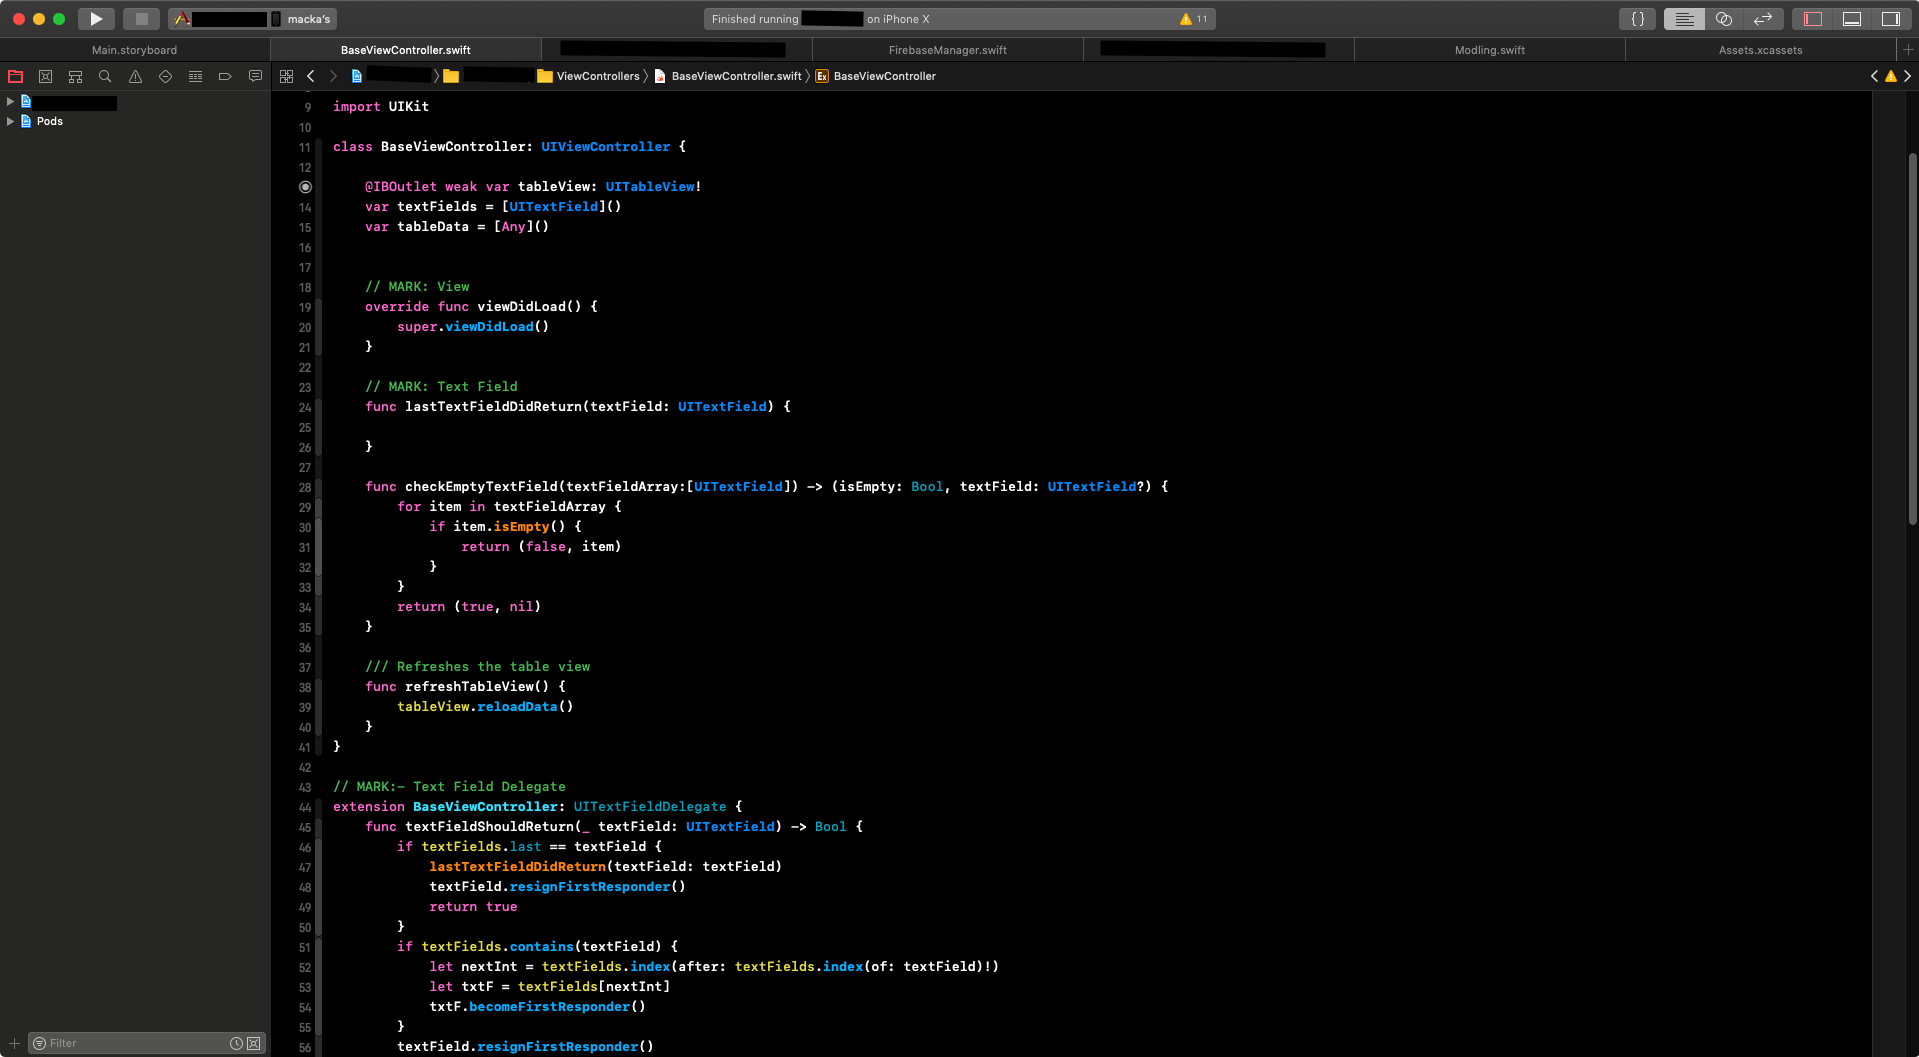 macka's
Finished running on iPhone X 11
Main.storyboard BaseViewController.swift FirebaseManager.swift Modling.swift Assets.xcassets
ViewControllers BaseViewController.swift Ex BaseViewController
Pods
9 import UIKit
10
11 class BaseViewController: UIViewController {
12
@IBOutlet weak var tableView: UITableView!
14 var textFields = [UITextField]()
15 var tableData = [Any]()
16
17
18 // MARK: View
19 override func viewDidLoad() {
20 super.viewDidLoad()
21 }
22
23 // MARK: Text Field
24 func lastTextFieldDidReturn(textField: UITextField) {
25
26 }
27
28 func checkEmptyTextField(textFieldArray:[UITextField]) -> (isEmpty: Bool, textField: UITextField?) {
29 for item in textFieldArray {
30 if item.isEmpty() {
31 return (false, item)
32 }
33 }
34 return (true, nil)
35 }
36
37 /// Refreshes the table view
38 func refreshTableView() {
39 tableView.reloadData()
40 }
41 }
42
43 // MARK:- Text Field Delegate
44 extension BaseViewController: UITextFieldDelegate {
45 func textFieldShouldReturn(_ textField: UITextField) -> Bool {
46 if textFields.last == textField {
47 lastTextFieldDidReturn(textField: textField)
48 textField.resignFirstResponder()
49 return true
50 }
51 if textFields.contains(textField) {
52 let nextInt = textFields.index(after: textFields.index(of: textField)!)
53 let txtF = textFields[nextInt]
54 txtF.becomeFirstResponder()
55 }
56 textField.resignFirstResponder()
Filter